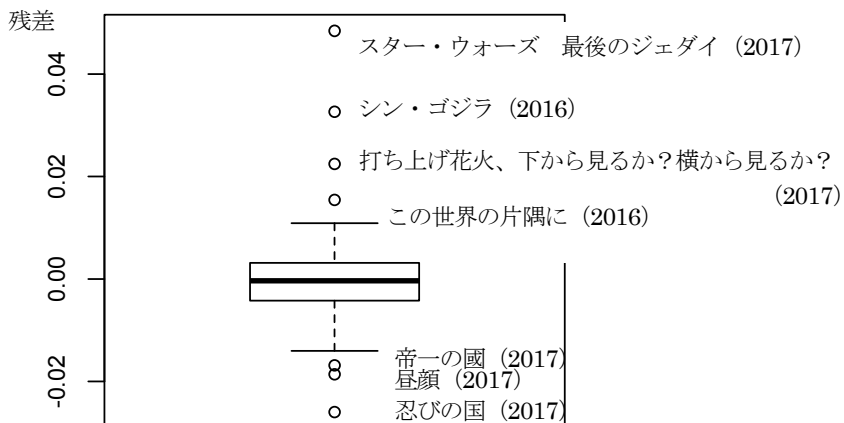 残差
スター・ウォーズ　最後のジェダイ（2017）
0.04
シン・ゴジラ（2016）
打ち上げ花火、下から見るか？横から見るか？
（2017）
0.02
この世界の片隅に（2016）
0.00
帝一の國（2017）
昼顔（2017）
-0.02
忍びの国（2017）